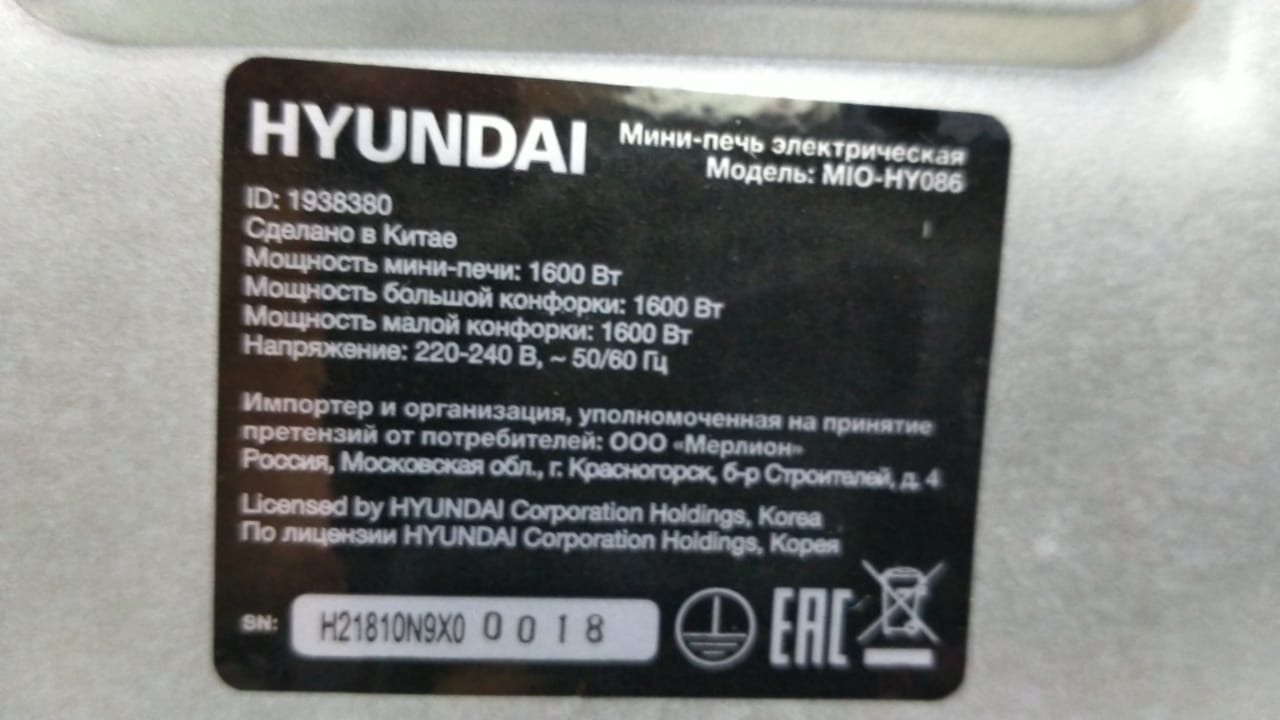 HYUNDAI
Мини-печь электрическая
Модель: MIO-HY086
ID: 1938380
Сделано в Китае
Мощность мини-печи: 1600 Вт
Мощность большой конфорки: 1600 Вт
Мощность малой конфорки: 1600 Вт
Напряжение: 220-240 В, ~ 50/60 Гц
Импортер и организация, уполномоченная на принятие
претензий от потребителей: ООО «Мерлион»
Россия, Московская обл., г. Красногорск, б-р Строителей, д. 4
Licensed by HYUNDAI Corporation Holdings, Korea
По лицензии HYUNDAI Corporation Holdings, Корея
SN: H21810N9X0 0018
EAC